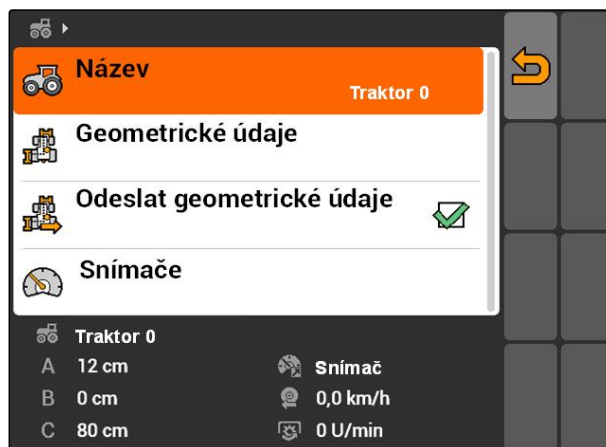 Název
Traktor 0
Geometrické údaje
Odeslat geometrické údaje
Snímače
Traktor 0
A 12 cm Snímač
B 0 cm 0,0 km/h
C 80 cm 0 U/min